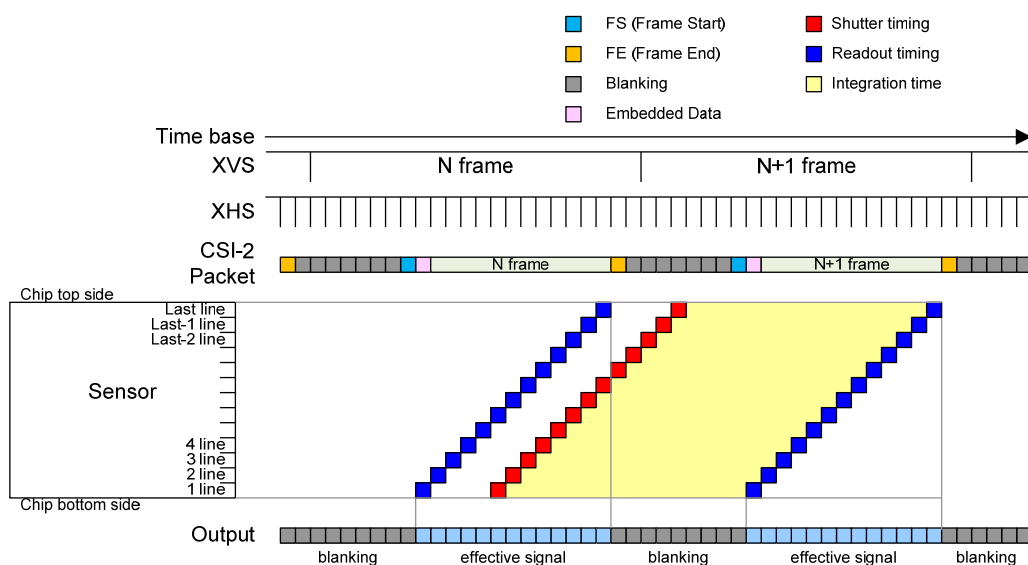 FS (Frame Start)
Shutter timing
FE (Frame End)
Readout timing
Blanking
Integration time
Embedded Data
Time base
XVS
N frame
N+1 frame
XHS
CSI-2
Packet
N frame
N+1 frame
Chip top side
Last line
Last-1 line
Last-2 line
Sensor
4 line
3 line
2 line
1 line
Chip bottom side
Output
blanking
effective signal
blanking
effective signal
blanking